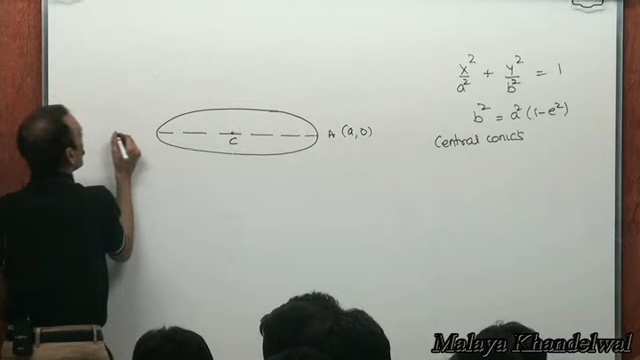 x²/a² + y²/b² = 1
b² = a²(1-e²)
Central conics
C
A (a,0)
Malaya Khandelwal